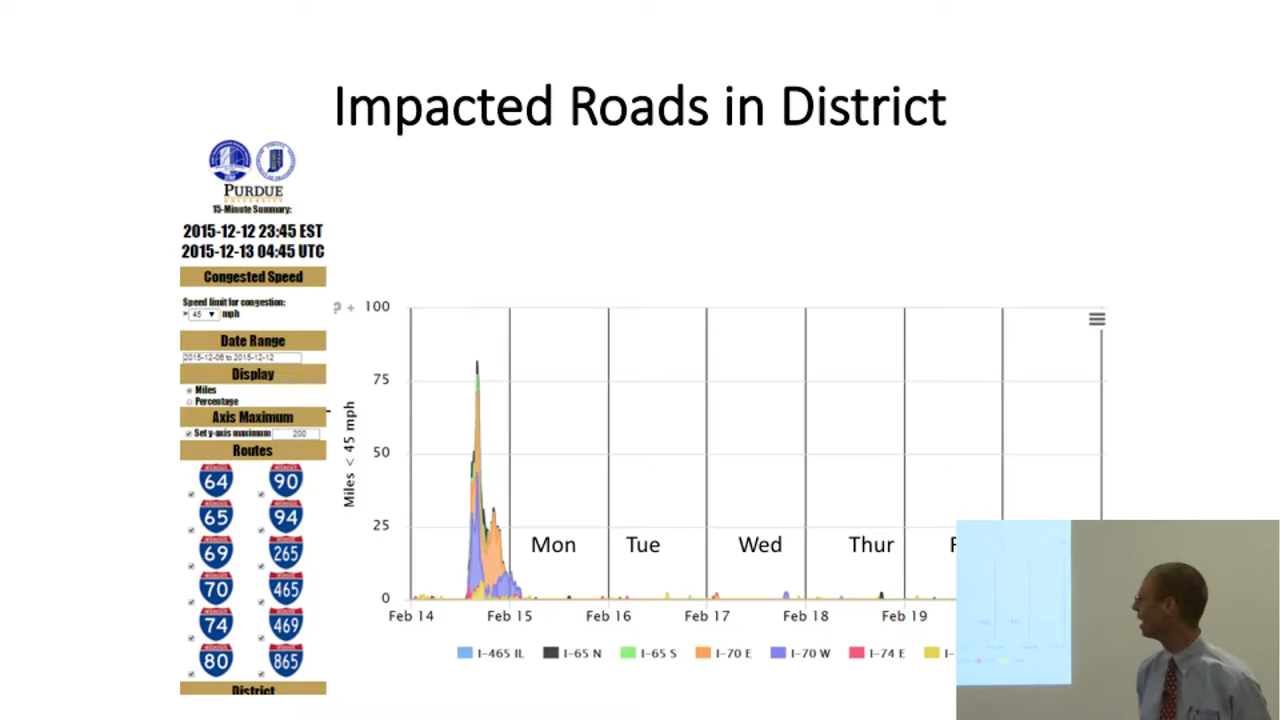 Impacted Roads in District
PURDUE
UNIVERSITY
15-Minute Summary:
2015-12-12 23:45 EST
2015-12-13 04:45 UTC
Congested Speed
Speed limit for congestion:
> 45 mph
Date Range
2015-12-06 to 2015-12-12
Display
Miles
Percentage
Axis Maximum
Set y-axis maximum 200
Routes
64 90
65 94
69 265
70 465
74 469
80 865
District
? +
100
75
50
25
0
Miles < 45 mph
Mon Tue Wed Thur F
Feb 14 Feb 15 Feb 16 Feb 17 Feb 18 Feb 19
I-465 IL I-65 N I-65 S I-70 E I-70 W I-74 E I-